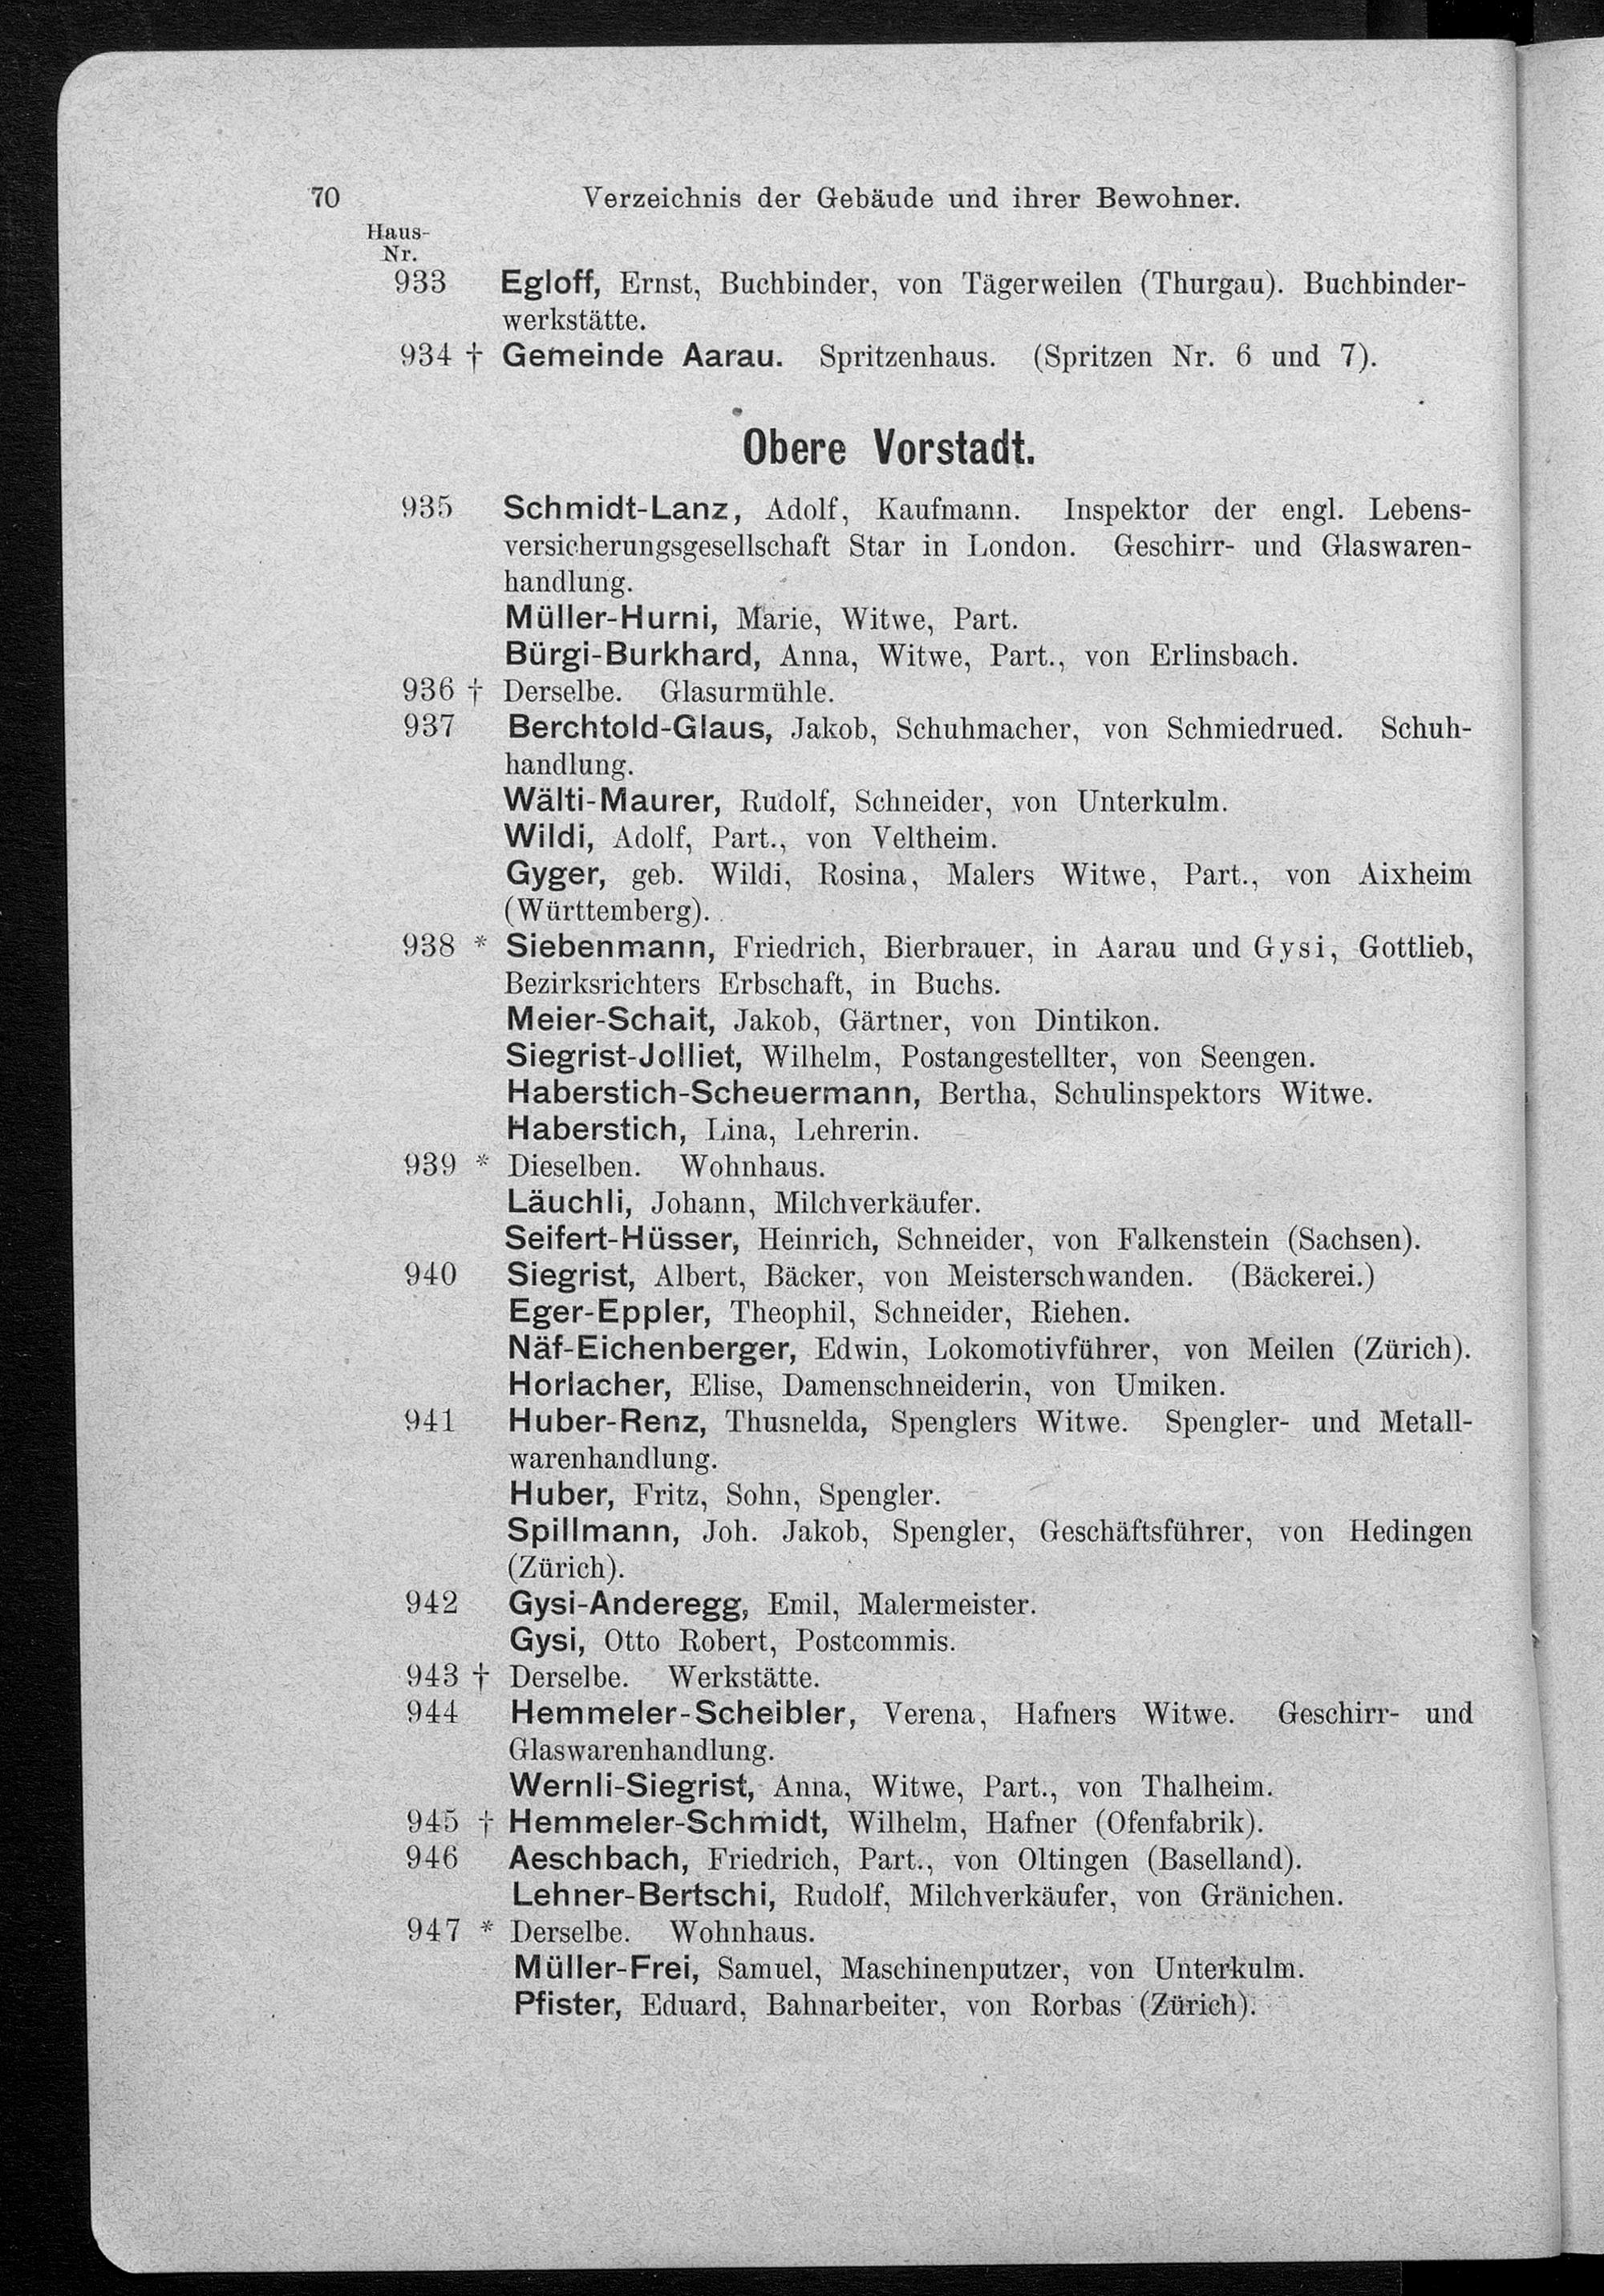 70 Verzeichnis der Gebäude und ihrer Bewohner.
Haus-
Nr.
933 Egloff, Ernst, Buchbinder, von Tägerweilen (Thurgau). Buchbinder-
werkstätte.
934 † Gemeinde Aarau. Spritzenhaus. (Spritzen Nr. 6 und 7).
Obere Vorstadt.
935 Schmidt-Lanz, Adolf, Kaufmann. Inspektor der engl. Lebens-
versicherungsgesellschaft Star in London. Geschirr- und Glaswaren-
handlung.
Müller-Hurni, Marie, Witwe, Part.
Bürgi-Burkhard, Anna, Witwe, Part., von Erlinsbach.
936 † Derselbe. Glasurmühle.
937 Berchtold-Glaus, Jakob, Schuhmacher, von Schmiedrued. Schuh-
handlung.
Wälti-Maurer, Rudolf, Schneider, von Unterkulm.
Wildi, Adolf, Part., von Veltheim.
Gyger, geb. Wildi, Rosina, Malers Witwe, Part., von Aixheim
(Württemberg).
938 * Siebenmann, Friedrich, Bierbrauer, in Aarau und Gysi, Gottlieb,
Bezirksrichters Erbschaft, in Buchs.
Meier-Schait, Jakob, Gärtner, von Dintikon.
Siegrist-Jolliet, Wilhelm, Postangestellter, von Seengen.
Haberstich-Scheuermann, Bertha, Schulinspektors Witwe.
Haberstich, Lina, Lehrerin.
939 * Dieselben. Wohnhaus.
Läuchli, Johann, Milchverkäufer.
Seifert-Hüsser, Heinrich, Schneider, von Falkenstein (Sachsen).
940 Siegrist, Albert, Bäcker, von Meisterschwanden. (Bäckerei.)
Eger-Eppler, Theophil, Schneider, Riehen.
Näf-Eichenberger, Edwin, Lokomotivführer, von Meilen (Zürich).
Horlacher, Elise, Damenschneiderin, von Umiken.
941 Huber-Renz, Thusnelda, Spenglers Witwe. Spengler- und Metall-
warenhandlung.
Huber, Fritz, Sohn, Spengler.
Spillmann, Joh. Jakob, Spengler, Geschäftsführer, von Hedingen
(Zürich).
942 Gysi-Anderegg, Emil, Malermeister.
Gysi, Otto Robert, Postcommis.
943 † Derselbe. Werkstätte.
944 Hemmeler-Scheibler, Verena, Hafners Witwe. Geschirr- und
Glaswarenhandlung.
Wernli-Siegrist, Anna, Witwe, Part., von Thalheim.
945 † Hemmeler-Schmidt, Wilhelm, Hafner (Ofenfabrik).
946 Aeschbach, Friedrich, Part., von Oltingen (Baselland).
Lehner-Bertschi, Rudolf, Milchverkäufer, von Gränichen.
947 * Derselbe. Wohnhaus.
Müller-Frei, Samuel, Maschinenputzer, von Unterkulm.
Pfister, Eduard, Bahnarbeiter, von Rorbas (Zürich).